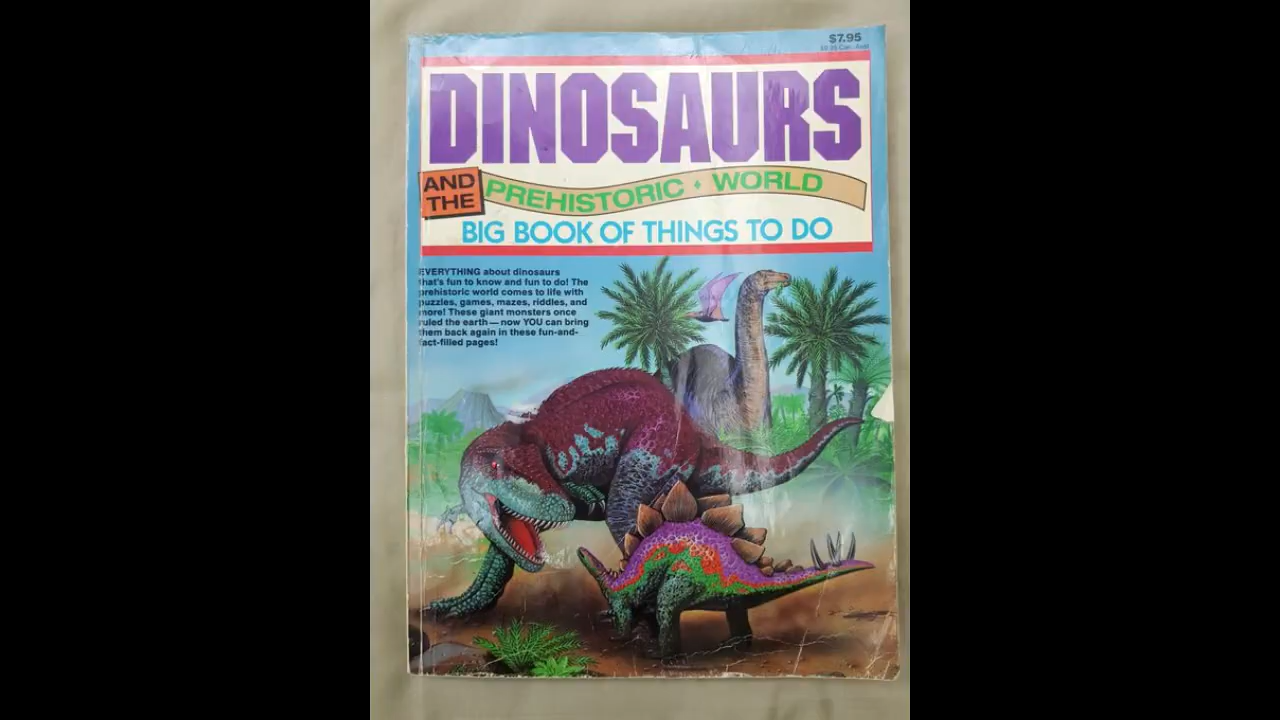 $7.95
DINOSAURS
AND THE
PREHISTORIC • WORLD
BIG BOOK OF THINGS TO DO
EVERYTHING about dinosaurs
that's fun to know and fun to do! The
prehistoric world comes to life with
puzzles, games, mazes, riddles, and
more! These giant monsters once
ruled the earth — now YOU can bring
them back again in these fun-and-
fact-filled pages!